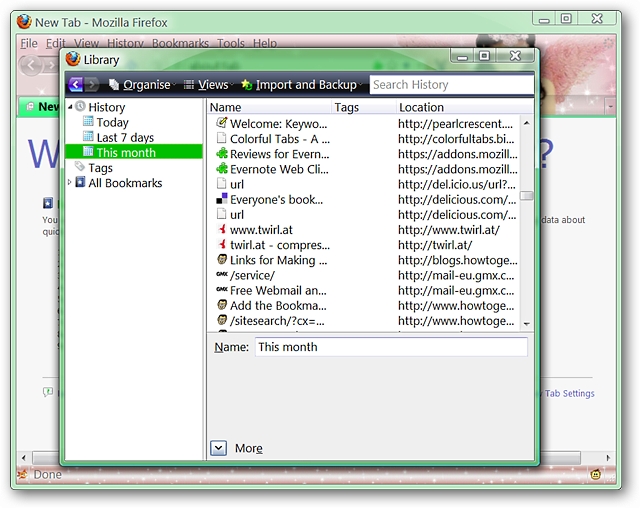 New Tab - Mozilla Firefox
File Edit View History Bookmarks Tools Help
Library
Organise Views Import and Backup Search History
New
History
Today
Last 7 days
This month
Tags
All Bookmarks
Name Tags Location
Welcome: Keywo... http://pearlcrescent....
Colorful Tabs - A ... http://colorfultabs.bi...
Reviews for Evern... https://addons.mozill...
Evernote Web Cli... https://addons.mozill...
url http://del.icio.us/url?...
Everyone's book... http://delicious.com/...
url http://delicious.com/...
www.twirl.at http://www.twirl.at/
twirl.at - compres... http://twirl.at/
Links for Making ... http://blogs.howtoge...
GMX /service/ http://mail-eu.gmx.c...
GMX Free Webmail an... http://mail-eu.gmx.c...
Add the Bookma... http://www.howtoge...
/sitesearch/?cx=... http://www.howtoge...
W ?
You data about
quic
Name: This month
Tab Settings
More
Done